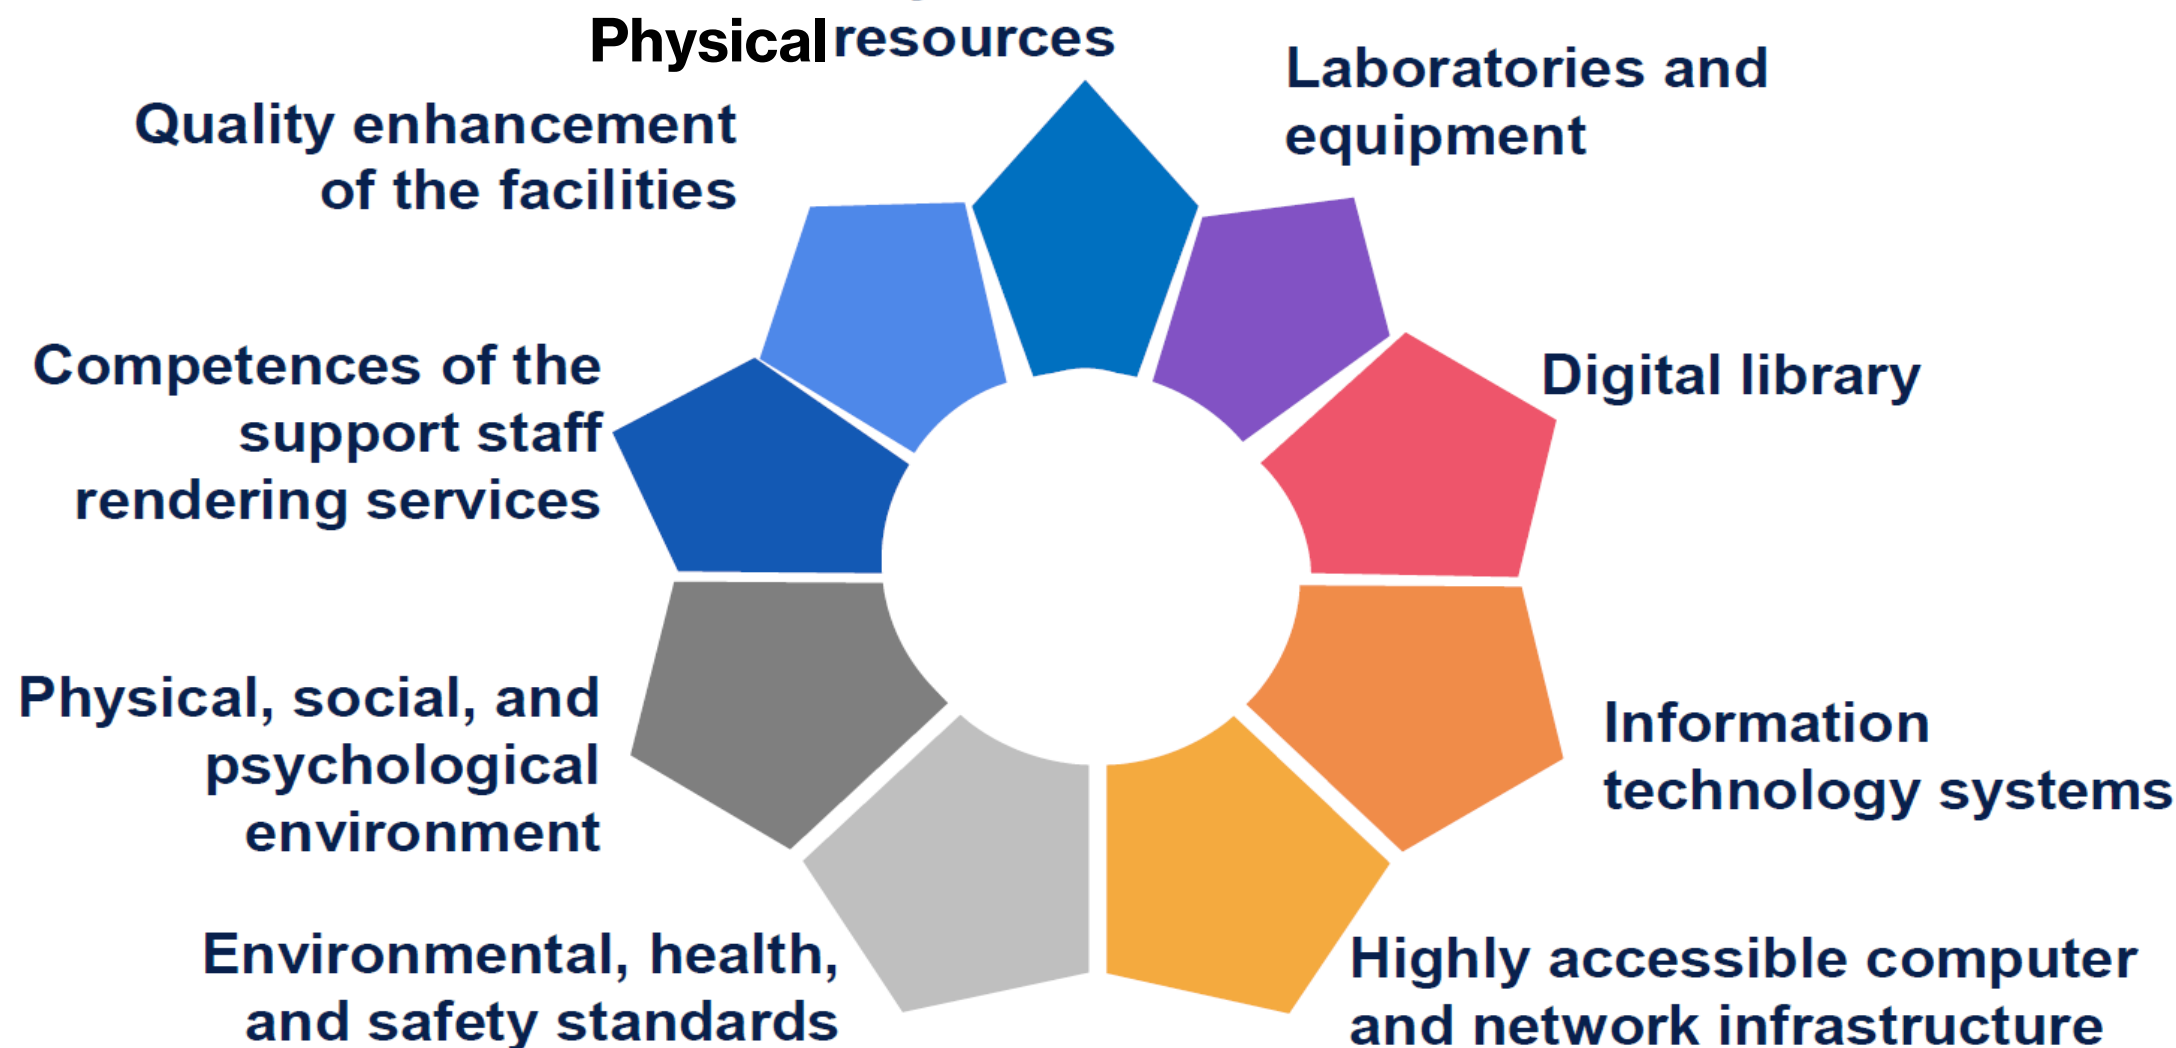 Physical resources
Laboratories and
equipment
Digital library
Information
technology systems
Highly accessible computer
and network infrastructure
Environmental, health,
and safety standards
Physical, social, and
psychological
environment
Competences of the
support staff
rendering services
Quality enhancement
of the facilities